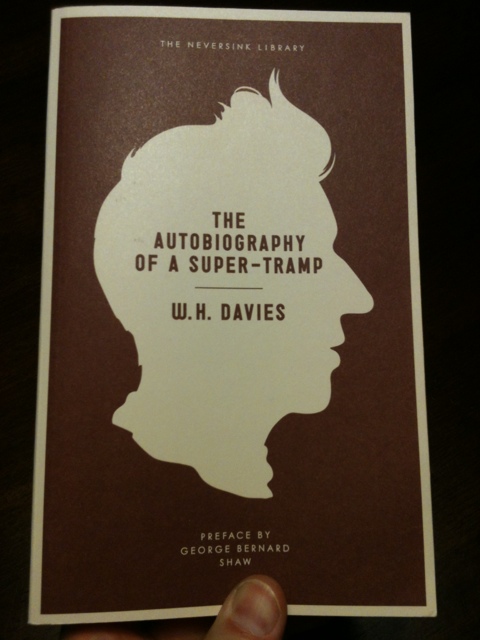 THE NEVERSINK LIBRARY
THE
AUTOBIOGRAPHY
OF A SUPER-TRAMP
W.H. DAVIES
PREFACE BY
GEORGE BERNARD
SHAW